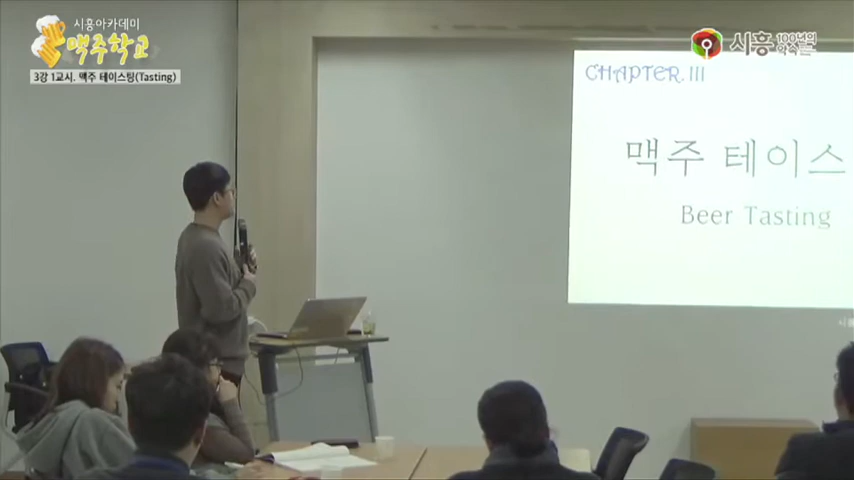 시흥아카데미
맥주학교
3강 1교시. 맥주 테이스팅(Tasting)
시흥 100년의
약속
CHAPTER.III
맥주 테이스
Beer Tasting